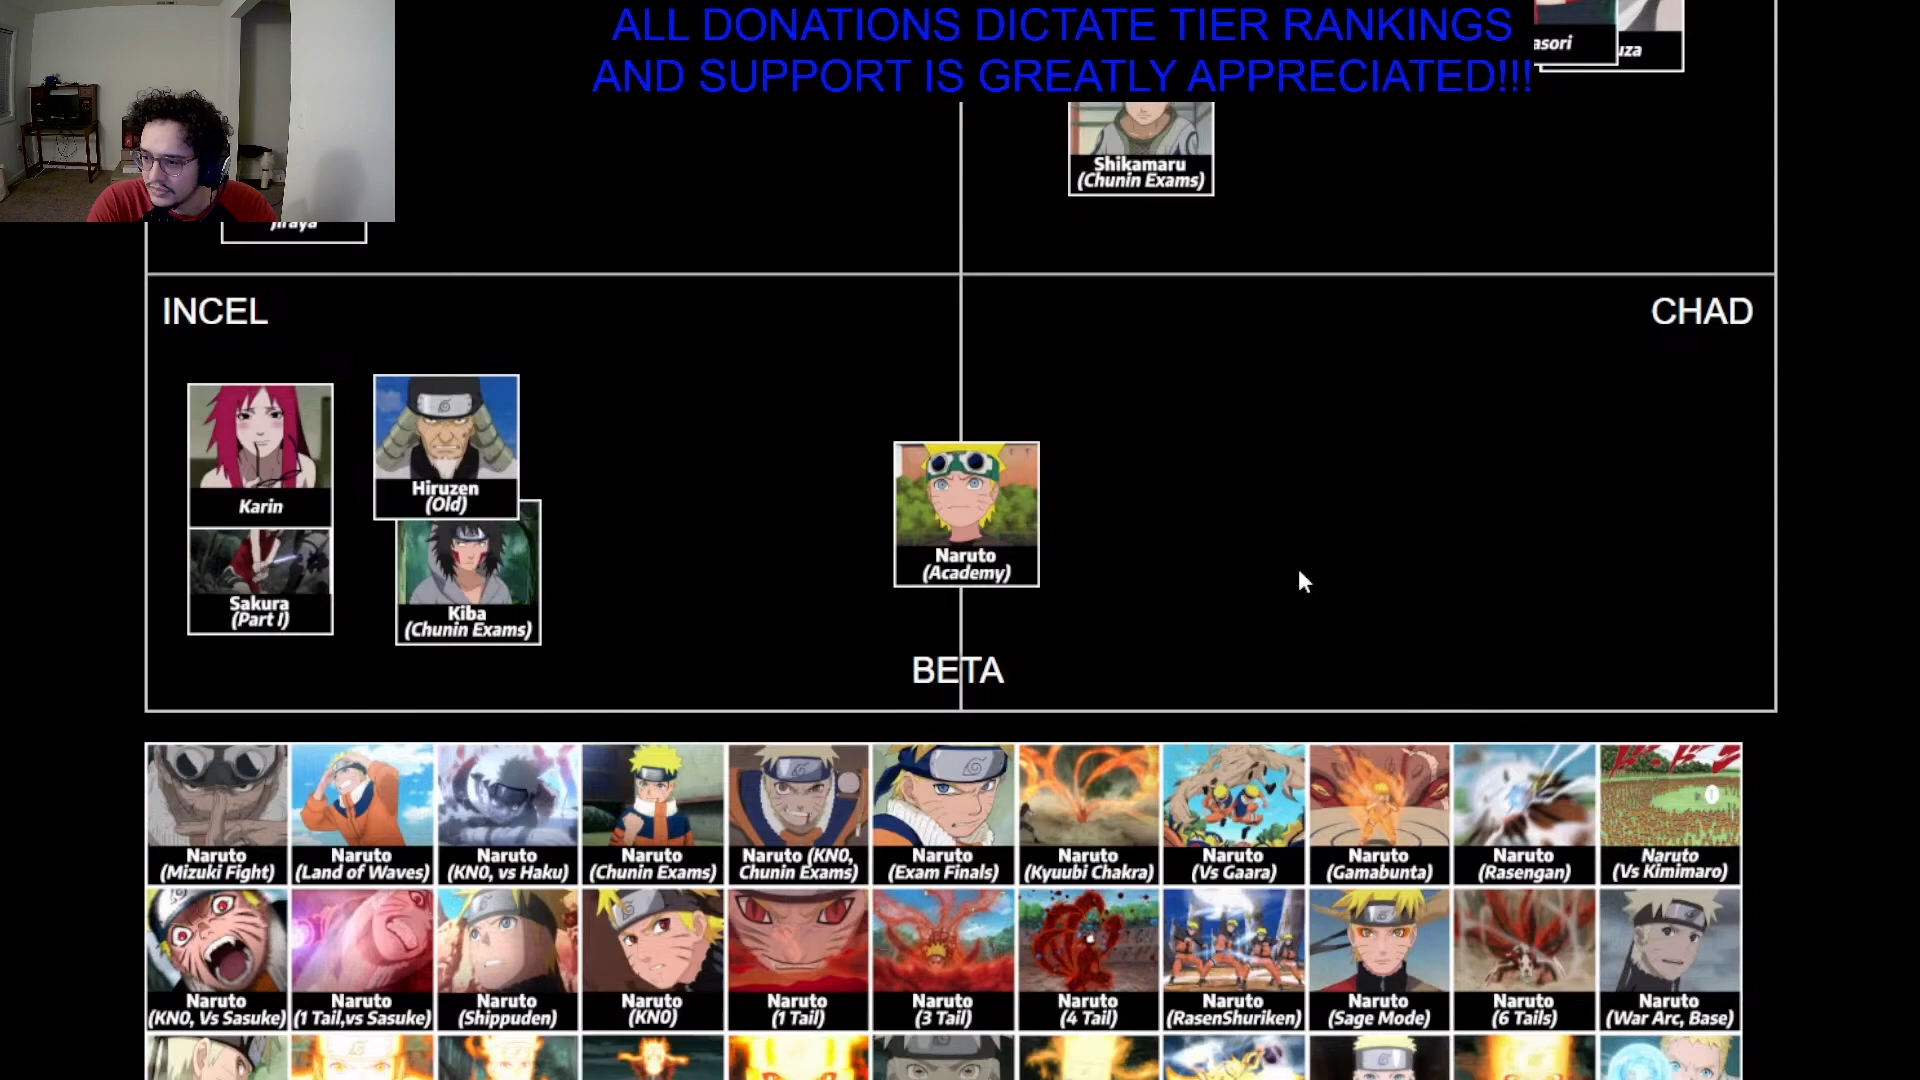 ALL DONATIONS DICTATE TIER RANKINGS
AND SUPPORT IS GREATLY APPRECIATED!!!
asori
uza
Shikamaru
(Chunin Exams)
Jiraya
INCEL
CHAD
Karin
Hiruzen
(Old)
Naruto
(Academy)
Sakura
(Part I)
Kiba
(Chunin Exams)
BETA
Naruto
(Mizuki Fight)
Naruto
(Land of Waves)
Naruto
(KN0, vs Haku)
Naruto
(Chunin Exams)
Naruto (KN0,
Chunin Exams)
Naruto
(Exam Finals)
Naruto
(Kyuubi Chakra)
Naruto
(Vs Gaara)
Naruto
(Gamabunta)
Naruto
(Rasengan)
Naruto
(Vs Kimimaro)
Naruto
(KN0, Vs Sasuke)
Naruto
(1 Tail,vs Sasuke)
Naruto
(Shippuden)
Naruto
(KN0)
Naruto
(1 Tail)
Naruto
(3 Tail)
Naruto
(4 Tail)
Naruto
(RasenShuriken)
Naruto
(Sage Mode)
Naruto
(6 Tails)
Naruto
(War Arc, Base)